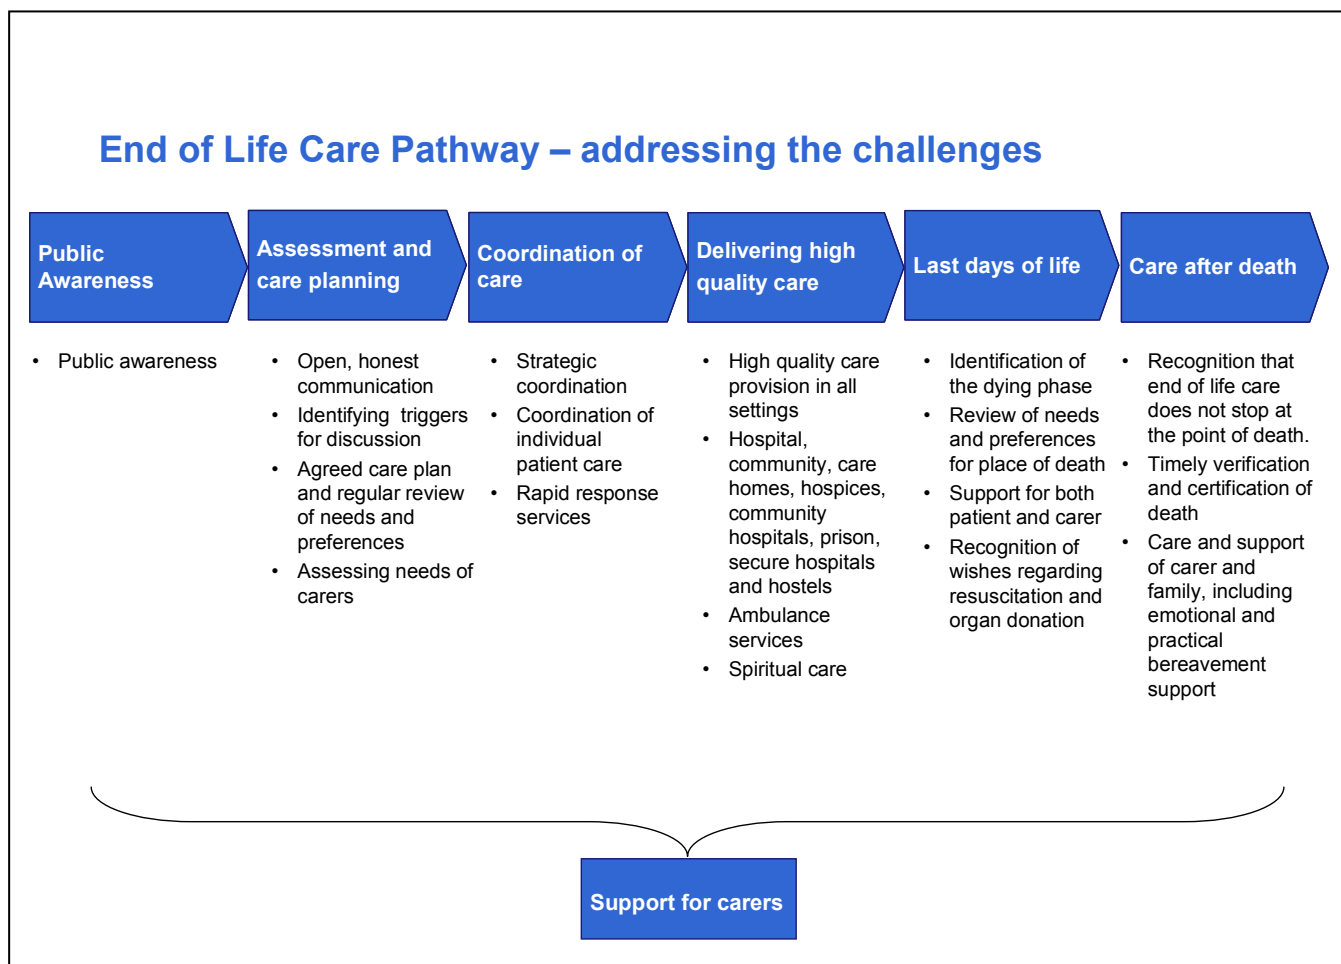 End of Life Care Pathway – addressing the challenges
Public
Awareness
Assessment and
care planning
Coordination of
care
Delivering high
quality care
Last days of life
Care after death
• Public awareness
• Open, honest
communication
• Identifying triggers
for discussion
• Agreed care plan
and regular review
of needs and
preferences
• Assessing needs of
carers
• Strategic
coordination
• Coordination of
individual
patient care
• Rapid response
services
• High quality care
provision in all
settings
• Hospital,
community, care
homes, hospices,
community
hospitals, prison,
secure hospitals
and hostels
• Ambulance
services
• Spiritual care
• Identification of
the dying phase
• Review of needs
and preferences
for place of death
• Support for both
patient and carer
• Recognition of
wishes regarding
resuscitation and
organ donation
• Recognition that
end of life care
does not stop at
the point of death.
• Timely verification
and certification of
death
• Care and support
of carer and
family, including
emotional and
practical
bereavement
support
Support for carers